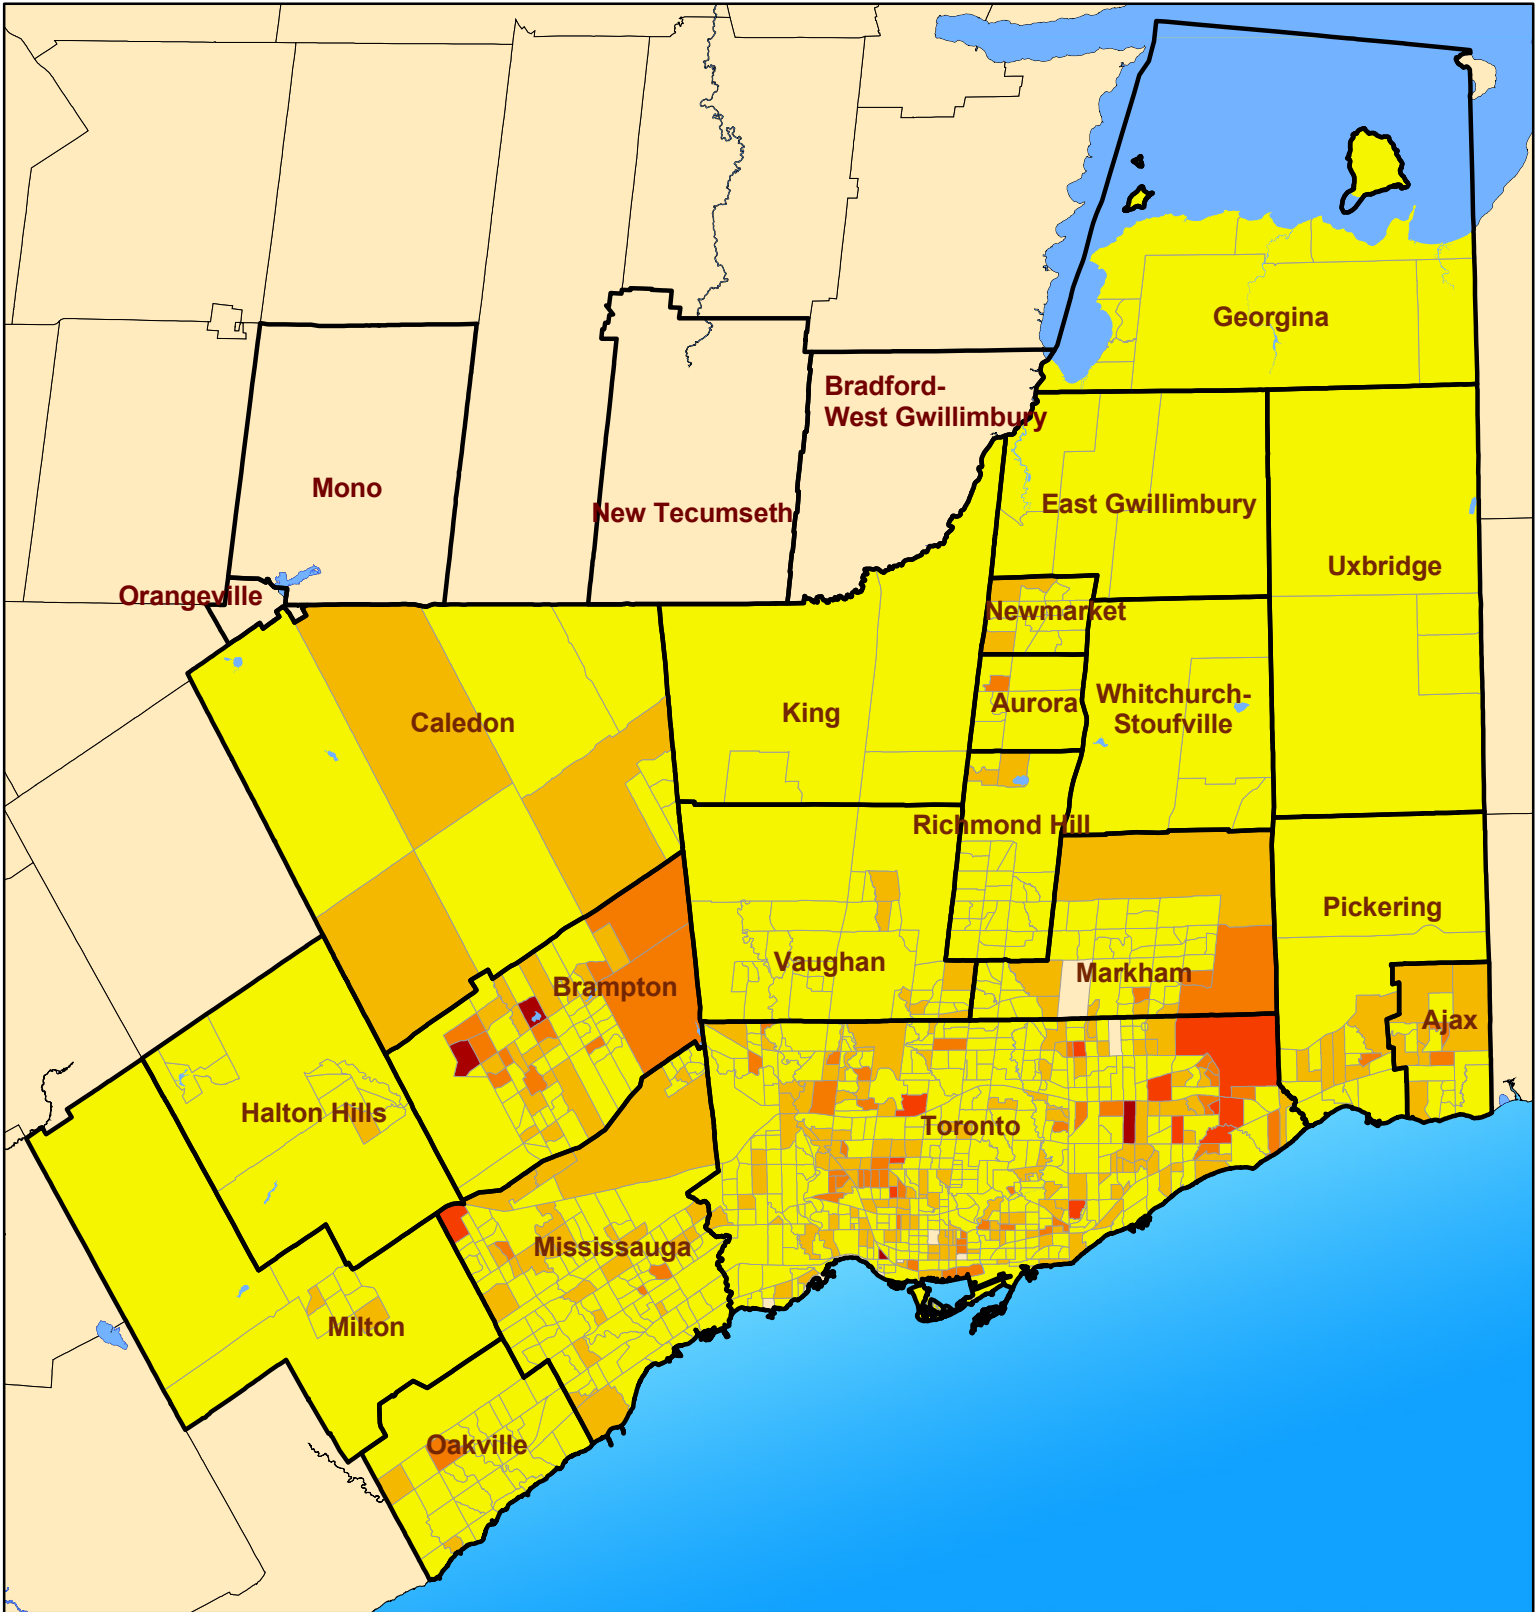 Georgina
Bradford-
West Gwillimbury
Mono
New Tecumseth
East Gwillimbury
Uxbridge
Orangeville
Newmarket
Caledon
King
Aurora
Whitchurch-
Stoufville
Richmond Hill
Pickering
Vaughan
Markham
Brampton
Ajax
Halton Hills
Toronto
Mississauga
Milton
Oakville